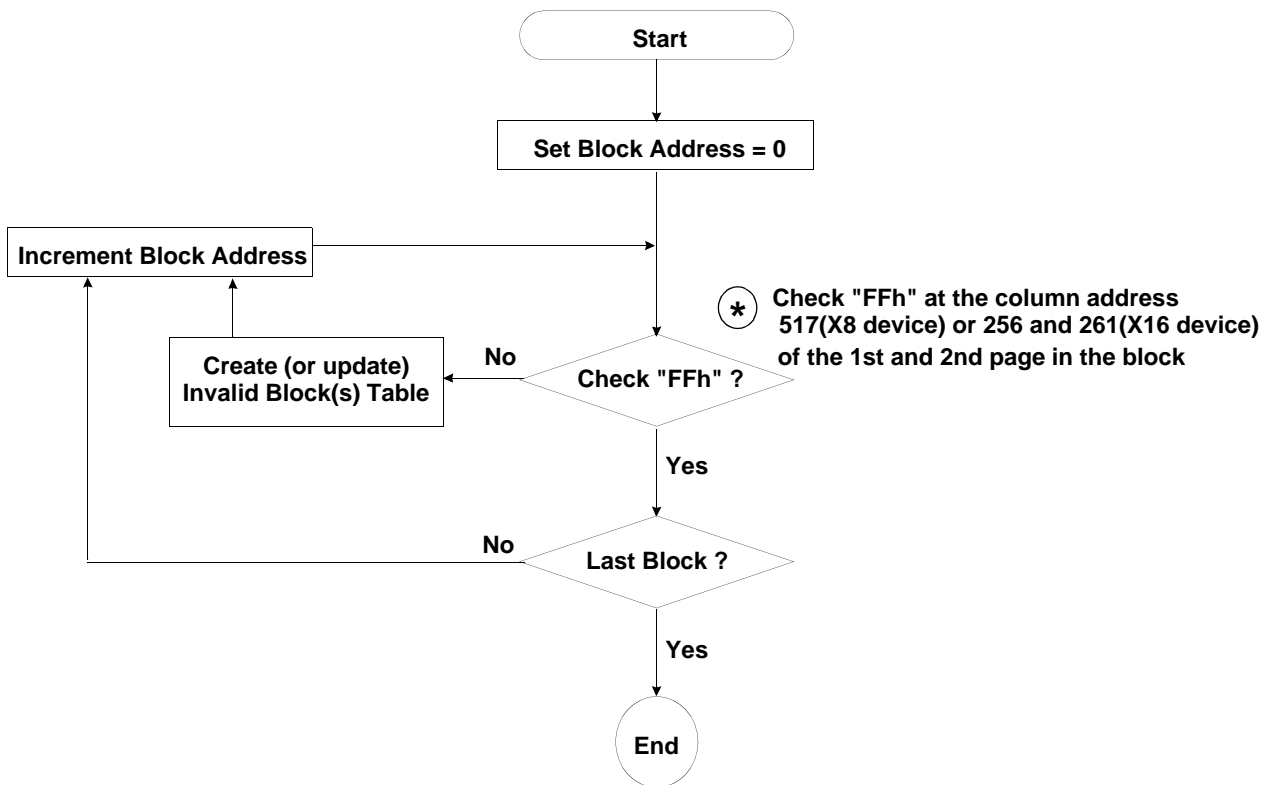 Start
Set Block Address = 0
Increment Block Address
* Check "FFh" at the column address
517(X8 device) or 256 and 261(X16 device)
of the 1st and 2nd page in the block
No
Create (or update)
Invalid Block(s) Table
Check "FFh" ?
Yes
No
Last Block ?
Yes
End